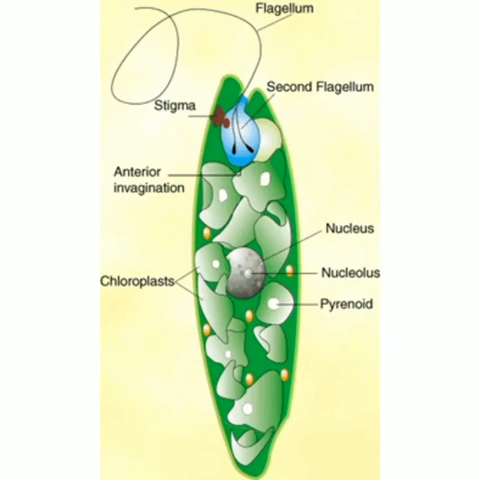 Flagellum
Second Flagellum
Stigma
Anterior
invagination
Nucleus
Nucleolus
Chloroplasts
Pyrenoid